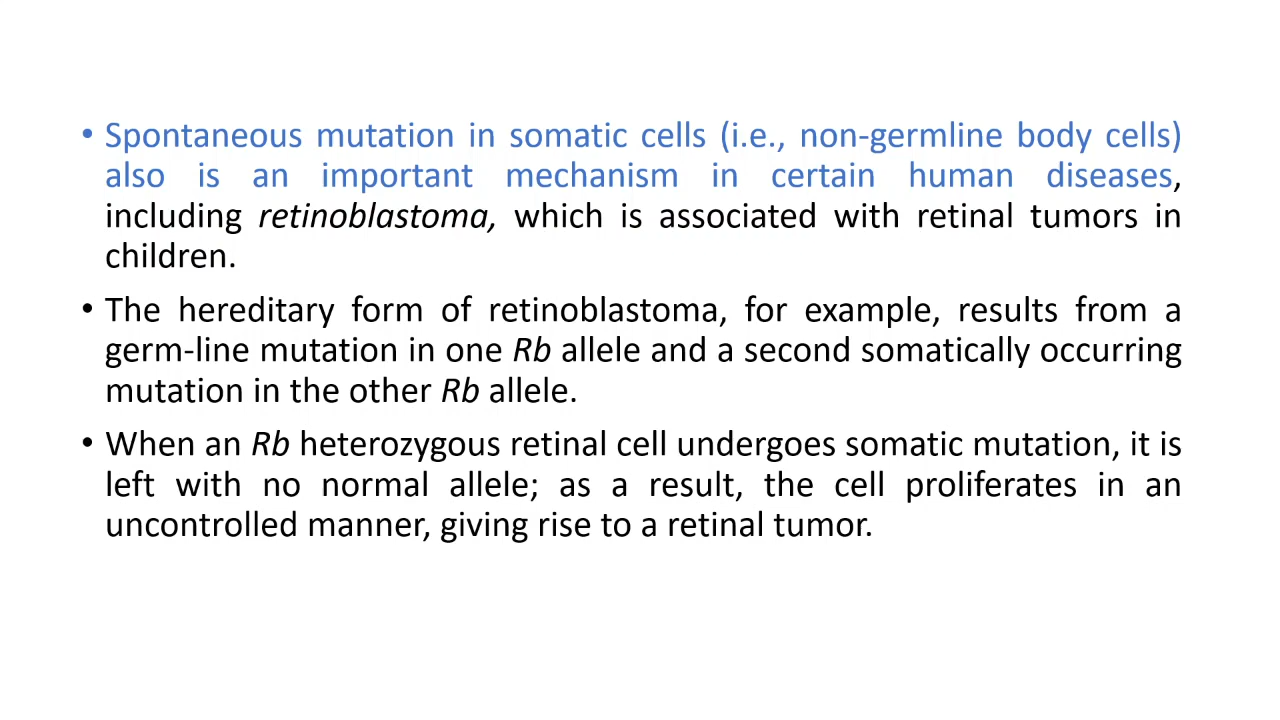 • Spontaneous mutation in somatic cells (i.e., non-germline body cells)
also is an important mechanism in certain human diseases,
including retinoblastoma, which is associated with retinal tumors in
children.
• The hereditary form of retinoblastoma, for example, results from a
germ-line mutation in one Rb allele and a second somatically occurring
mutation in the other Rb allele.
• When an Rb heterozygous retinal cell undergoes somatic mutation, it is
left with no normal allele; as a result, the cell proliferates in an
uncontrolled manner, giving rise to a retinal tumor.